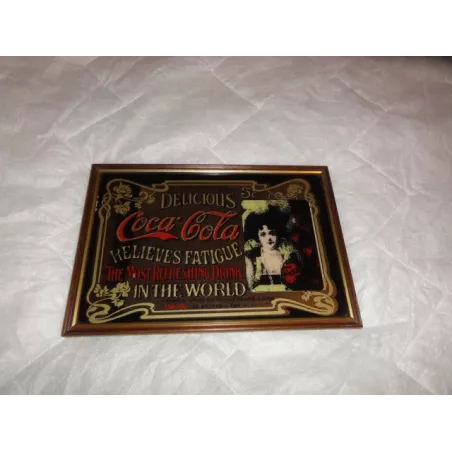 DELICIOUS 5¢
Coca-Cola
RELIEVES FATIGUE
THE MOST REFRESHING DRINK
IN THE WORLD